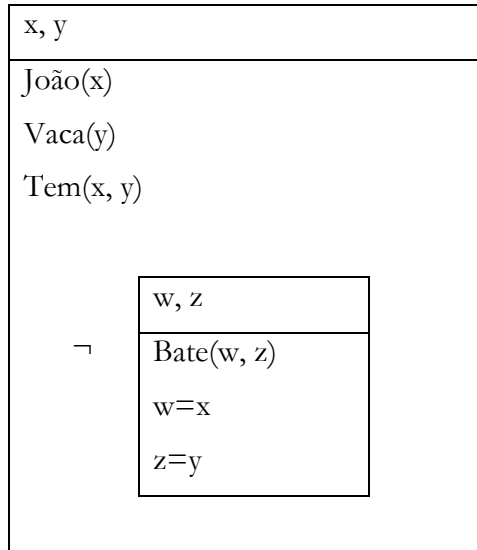 x, y
João(x)
Vaca(y)
Tem(x, y)
w, z
¬ Bate(w, z)
w=x
z=y